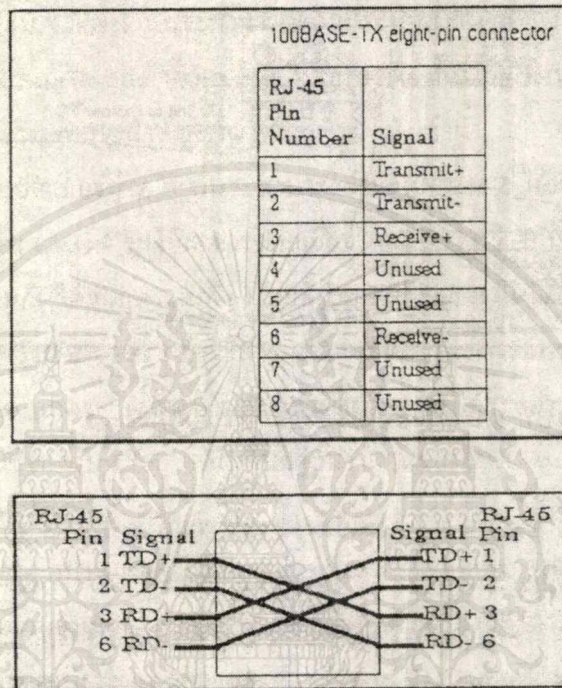 100BASE-TX eight-pin connector
RJ-45
Pin
Number Signal
1 Transmit+
2 Transmit-
3 Receive+
4 Unused
5 Unused
6 Receive-
7 Unused
8 Unused
RJ-45 RJ-45
Pin Signal Signal Pin
1 TD+ TD+ 1
2 TD- TD- 2
3 RD+ RD+ 3
6 RD- RD- 6